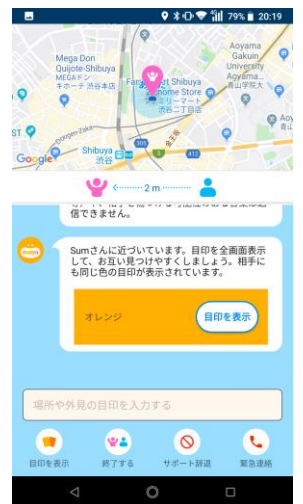 79% 20:19
Mega Don
Quijote-Shibuya
MEGAドン
キホーテ 渋谷本店
Aoyama
Gakuin
University
Agyama...
青山学院大
Shibuya
ome Store
ミリーマート
渋谷二丁目店
Dogen-Zaka
305
412
Shibuya
渋谷
Google
2 m
信できません。
mam
Sumさんに近づいています。目印を全画面表示
して、お互い見つけやすくしましょう。相手に
も同じ色の目印が表示されています。
オレンジ
目印を表示
場所や外見の目印を入力する
目印を表示 終了する サポート辞退 緊急連絡